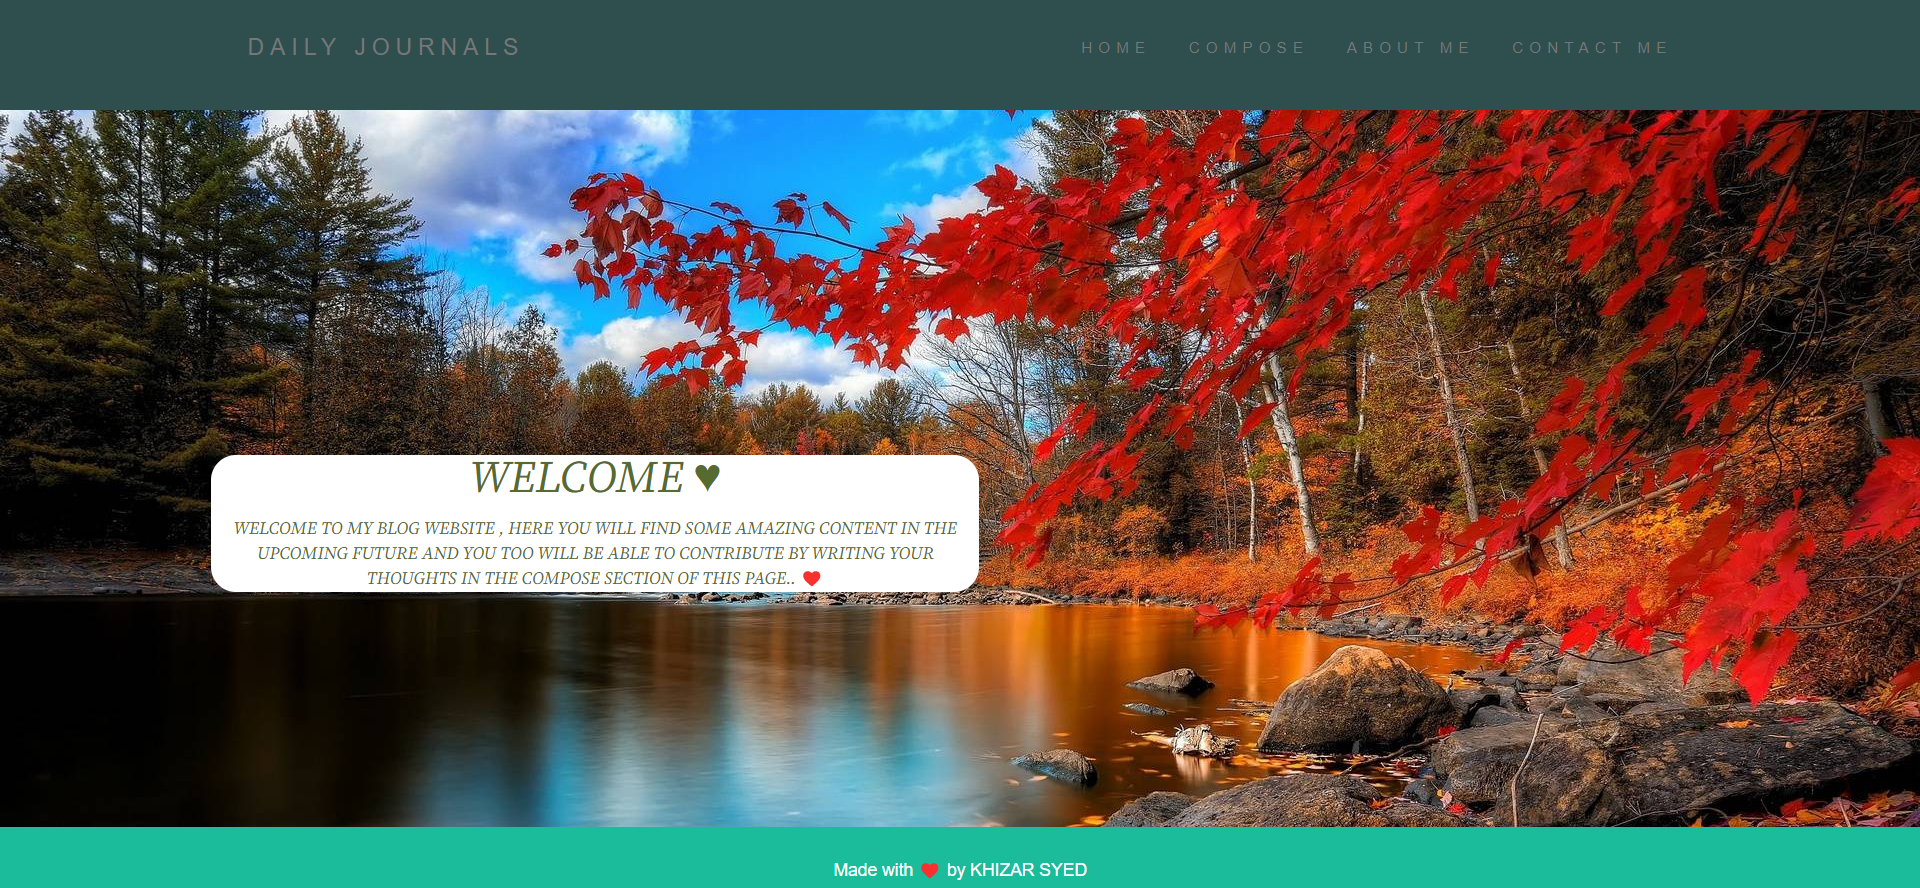 DAILY JOURNALS
HOME COMPOSE ABOUT ME CONTACT ME
WELCOME ♥
WELCOME TO MY BLOG WEBSITE , HERE YOU WILL FIND SOME AMAZING CONTENT IN THE
UPCOMING FUTURE AND YOU TOO WILL BE ABLE TO CONTRIBUTE BY WRITING YOUR
THOUGHTS IN THE COMPOSE SECTION OF THIS PAGE.. ❤
Made with ❤ by KHIZAR SYED